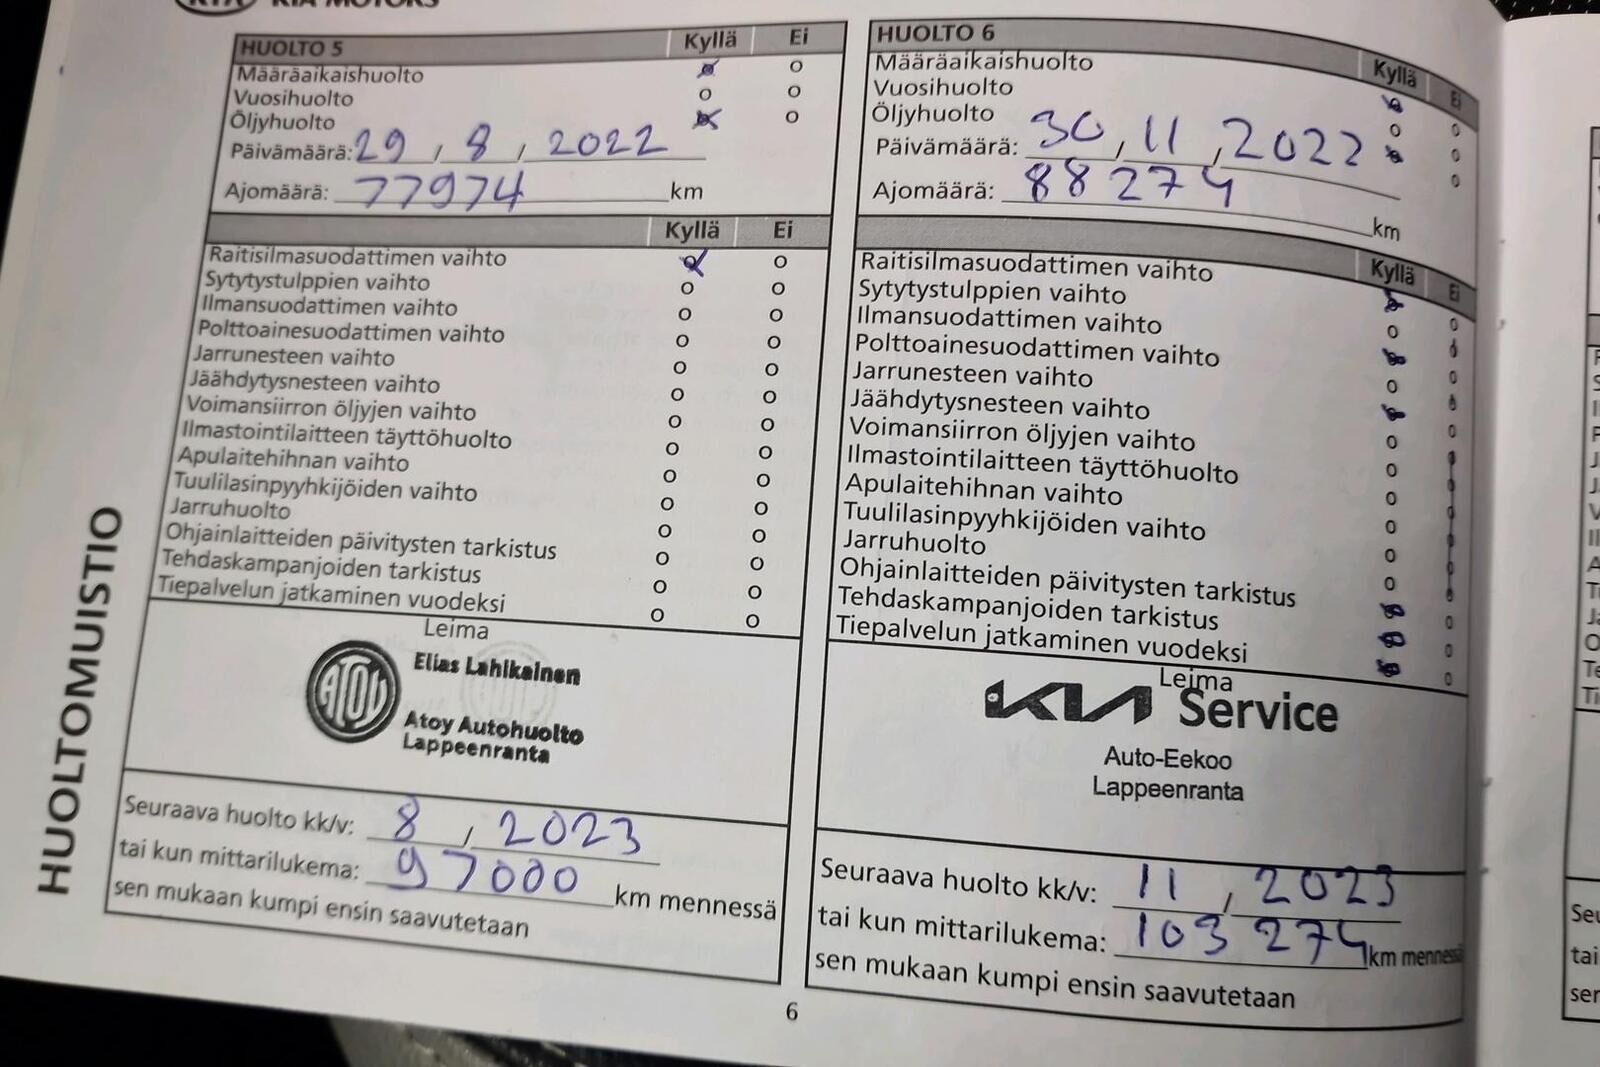 KIA MOTORS
HUOLTOMUISTIO
HUOLTO 5 Kyllä Ei
Määräaikaishuolto
Vuosihuolto
Öljyhuolto
Päivämäärä: 29, 8, 2022
Ajomäärä: 77974 km
Kyllä Ei
Raitisilmasuodattimen vaihto
Sytytystulppien vaihto
Ilmansuodattimen vaihto
Polttoainesuodattimen vaihto
Jarrunesteen vaihto
Jäähdytysnesteen vaihto
Voimansiirron öljyjen vaihto
Ilmastointilaitteen täyttöhuolto
Apulaitehihnan vaihto
Tuulilasinpyyhkijöiden vaihto
Jarruhuolto
Ohjainlaitteiden päivitysten tarkistus
Tehdaskampanjoiden tarkistus
Tiepalvelun jatkaminen vuodeksi
Leima
ATOY
Elias Lahikainen
Atoy Autohuolto
Lappeenranta
Seuraava huolto kk/v: 8, 2023
tai kun mittarilukema: 97000 km mennessä
sen mukaan kumpi ensin saavutetaan
HUOLTO 6 Kyllä Ei
Määräaikaishuolto
Vuosihuolto
Öljyhuolto
Päivämäärä: 30, 11, 2022
Ajomäärä: 88274 km
Kyllä Ei
Raitisilmasuodattimen vaihto
Sytytystulppien vaihto
Ilmansuodattimen vaihto
Polttoainesuodattimen vaihto
Jarrunesteen vaihto
Jäähdytysnesteen vaihto
Voimansiirron öljyjen vaihto
Ilmastointilaitteen täyttöhuolto
Apulaitehihnan vaihto
Tuulilasinpyyhkijöiden vaihto
Jarruhuolto
Ohjainlaitteiden päivitysten tarkistus
Tehdaskampanjoiden tarkistus
Tiepalvelun jatkaminen vuodeksi
Leima
KIA Service
Auto-Eekoo
Lappeenranta
Seuraava huolto kk/v: 11, 2023
tai kun mittarilukema: 103 274 km mennessä
sen mukaan kumpi ensin saavutetaan
6